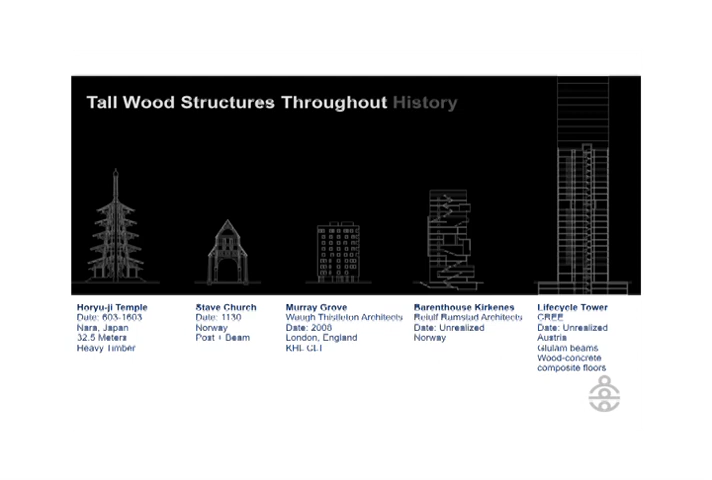 Tall Wood Structures Throughout History
Horyu-ji Temple
Date: 603-1603
Nara, Japan
32.5 Meters
Heavy Timber
Stave Church
Date: 1130
Norway
Post + Beam
Murray Grove
Waugh Thistleton Architects
Date: 2008
London, England
KHL CLT
Barenthouse Kirkenes
Reiulf Ramstad Architects
Date: Unrealized
Norway
Lifecycle Tower
CREE
Date: Unrealized
Austria
Glulam beams
Wood-concrete
composite floors